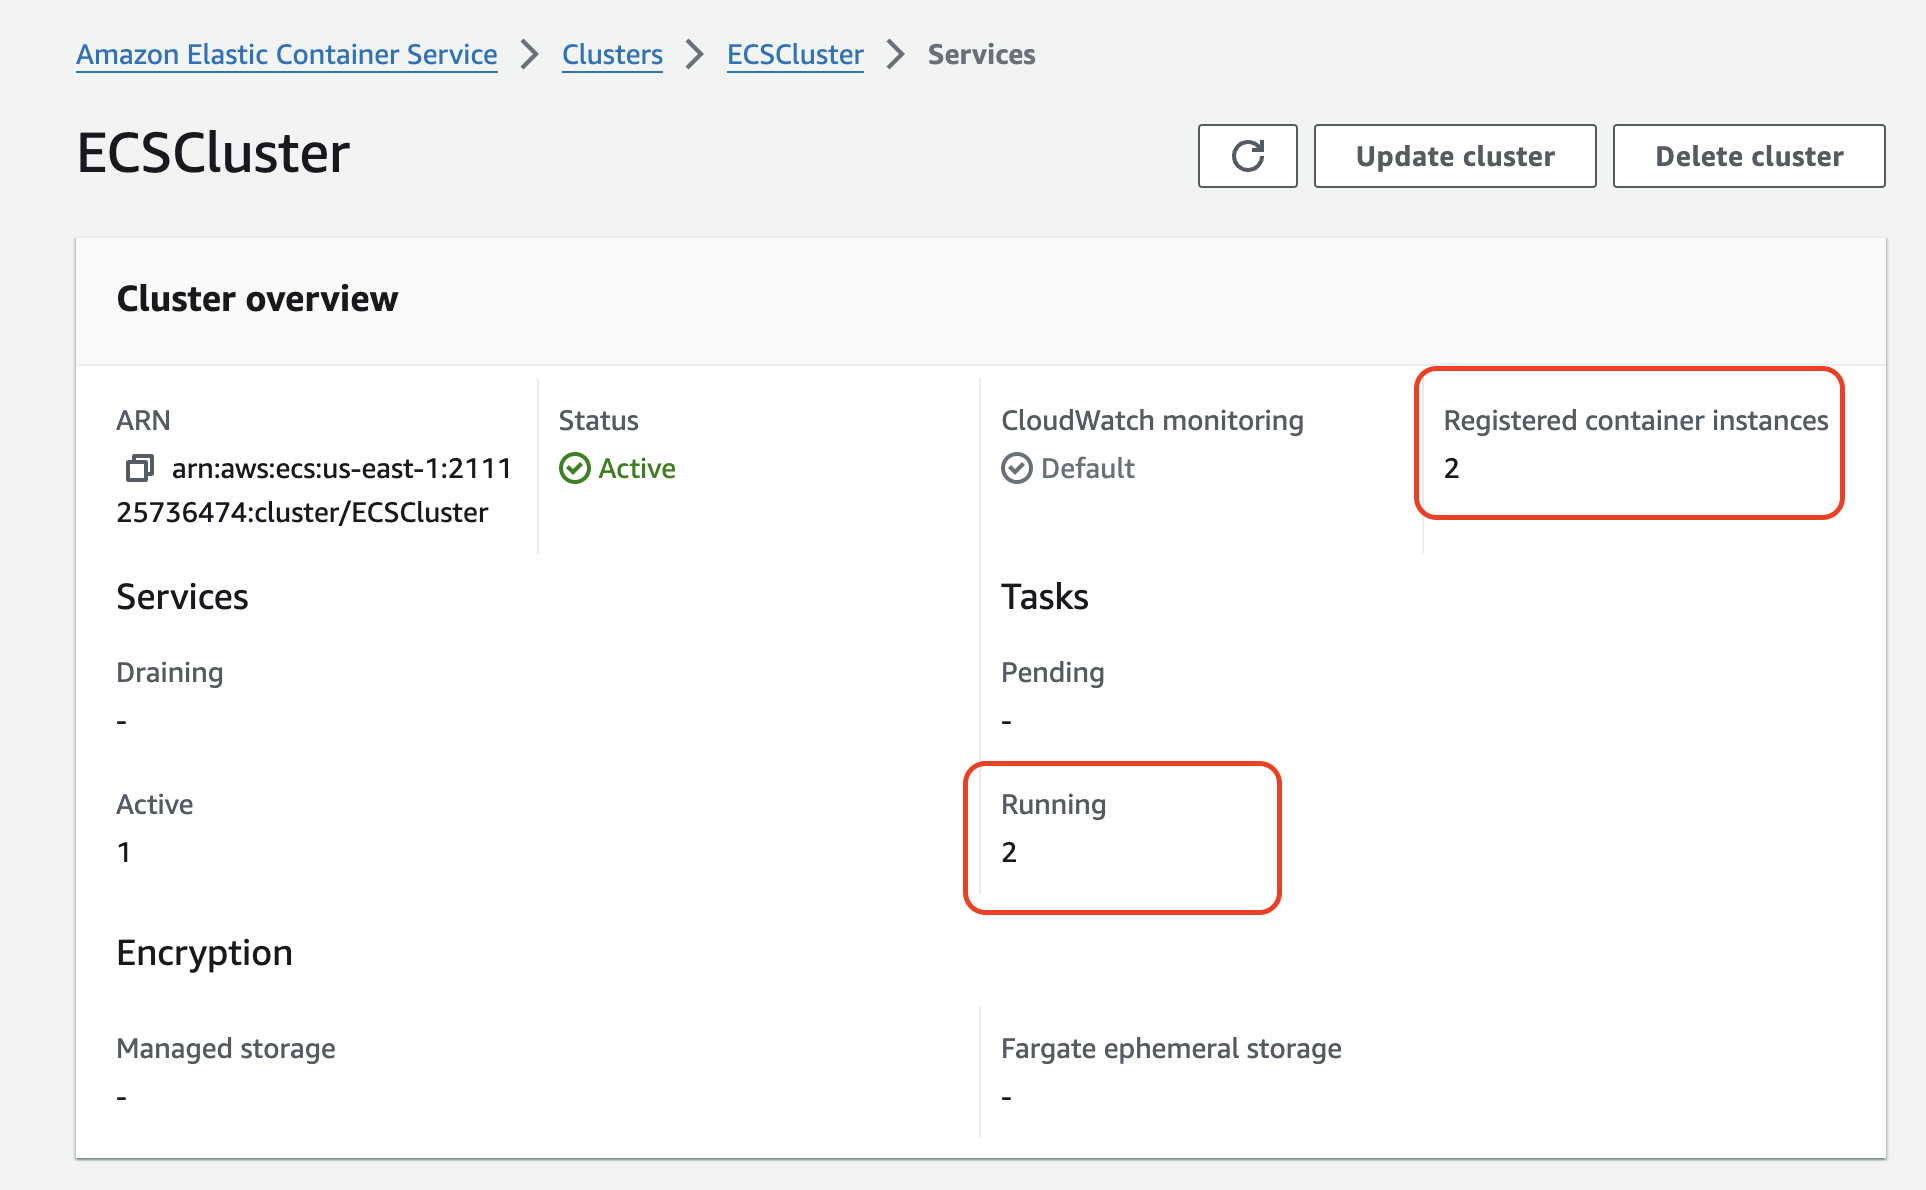 Amazon Elastic Container Service > Clusters > ECSCluster > Services
ECSCluster
Update cluster
Delete cluster
Cluster overview
ARN
arn:aws:ecs:us-east-1:2111
25736474:cluster/ECSCluster
Status
Active
CloudWatch monitoring
Default
Registered container instances
2
Services
Draining
-
Active
1
Tasks
Pending
-
Running
2
Encryption
Managed storage
-
Fargate ephemeral storage
-